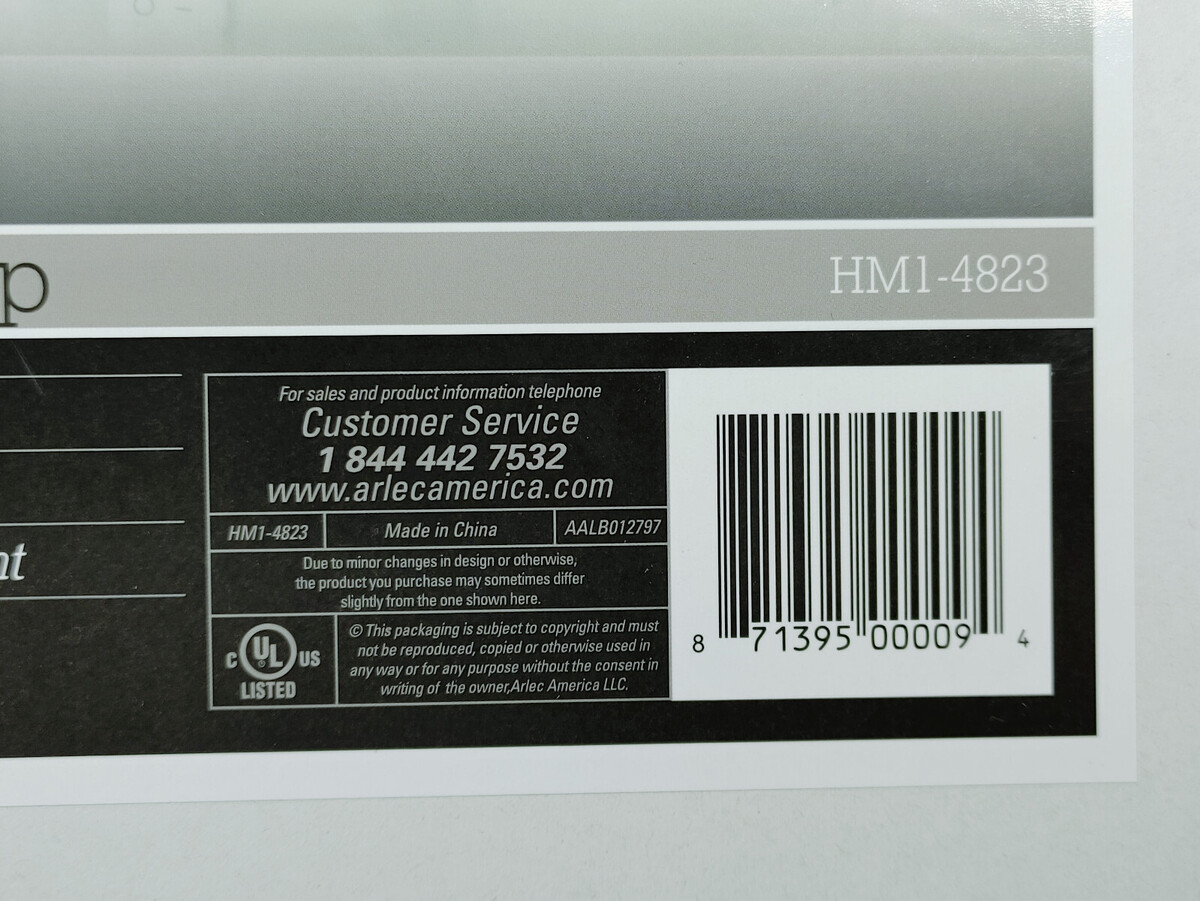 p
HM1-4823
For sales and product information telephone
Customer Service
1 844 442 7532
www.arlecamerica.com
HM1-4823
Made in China
AALB012797
nt
Due to minor changes in design or otherwise,
the product you purchase may sometimes differ
slightly from the one shown here.
C UL US
LISTED
© This packaging is subject to copyright and must
not be reproduced, copied or otherwise used in
any way or for any purpose without the consent in
writing of the owner,Arlec America LLC.
8 71395 00009 4